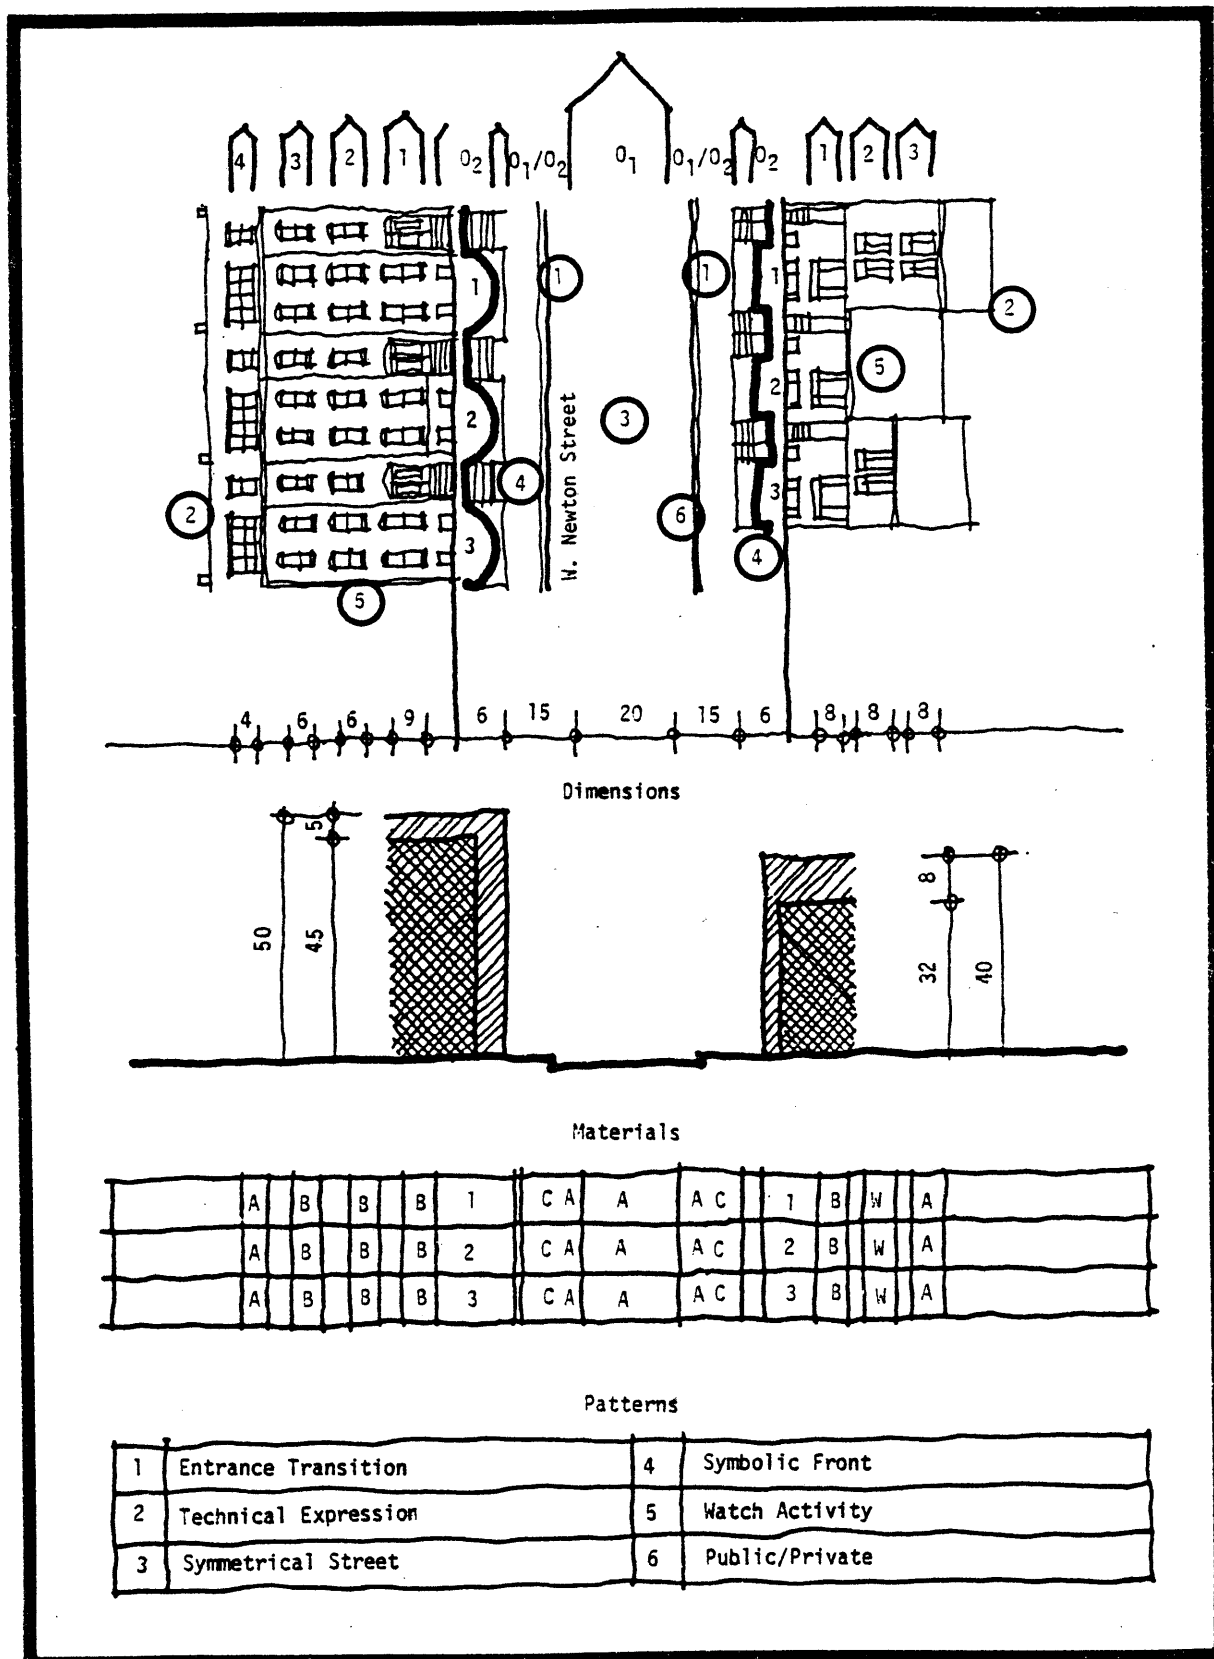 4 3 2 1 O2 O1/O2 O1 O1/O2 O2 1 2 3
1 1 1 1
2
5
2 2
W. Newton Street
3
4
3 3
2 6
4
5
4 6 6 9 6 15 20 15 6 8 8 8
Dimensions
5
8
50 45
32 40
Materials
A B B B 1 C A A A C 1 B W A
A B B B 2 C A A A C 2 B W A
A B B B 3 C A A A C 3 B W A
Patterns
1 Entrance Transition 4 Symbolic Front
2 Technical Expression 5 Watch Activity
3 Symmetrical Street 6 Public/Private